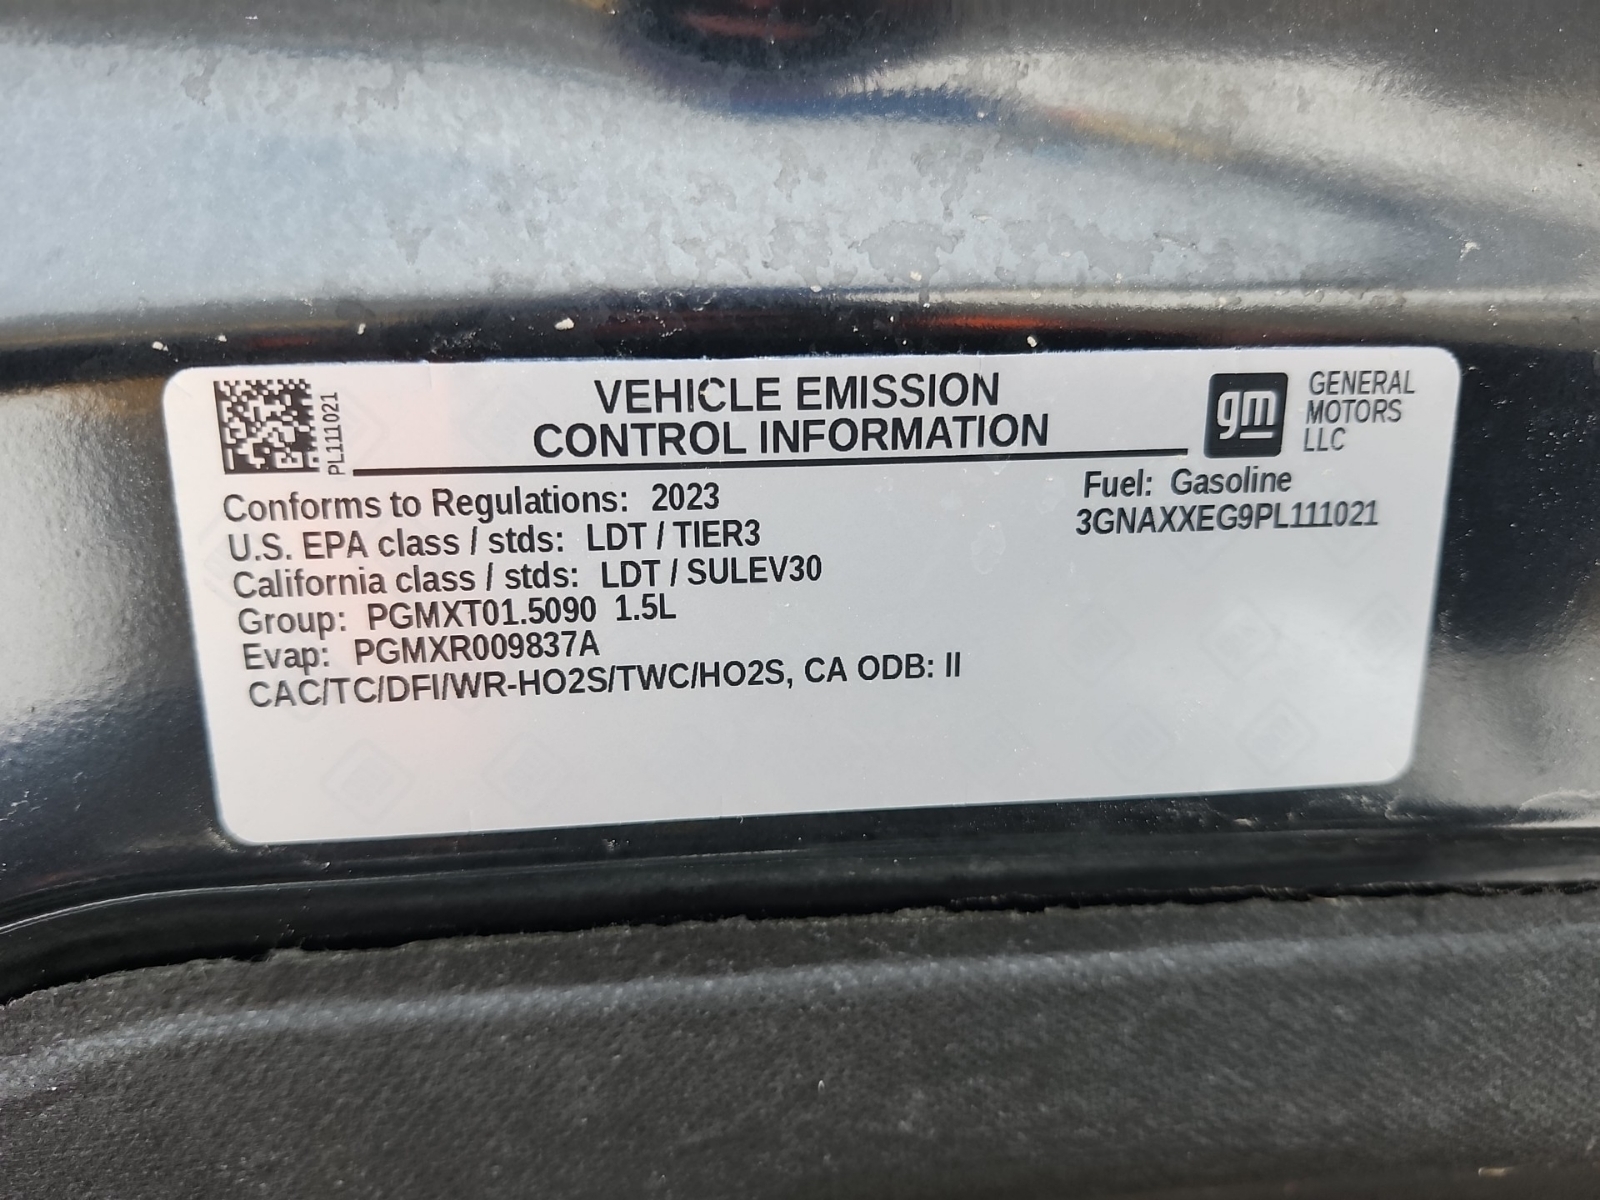 PL111021
VEHICLE EMISSION
CONTROL INFORMATION
gm
GENERAL
MOTORS
LLC
Conforms to Regulations: 2023
U.S. EPA class / stds: LDT / TIER3
California class / stds: LDT / SULEV30
Group: PGMXT01.5090 1.5L
Evap: PGMXR009837A
CAC/TC/DFI/WR-HO2S/TWC/HO2S, CA ODB: II
Fuel: Gasoline
3GNAXXEG9PL111021